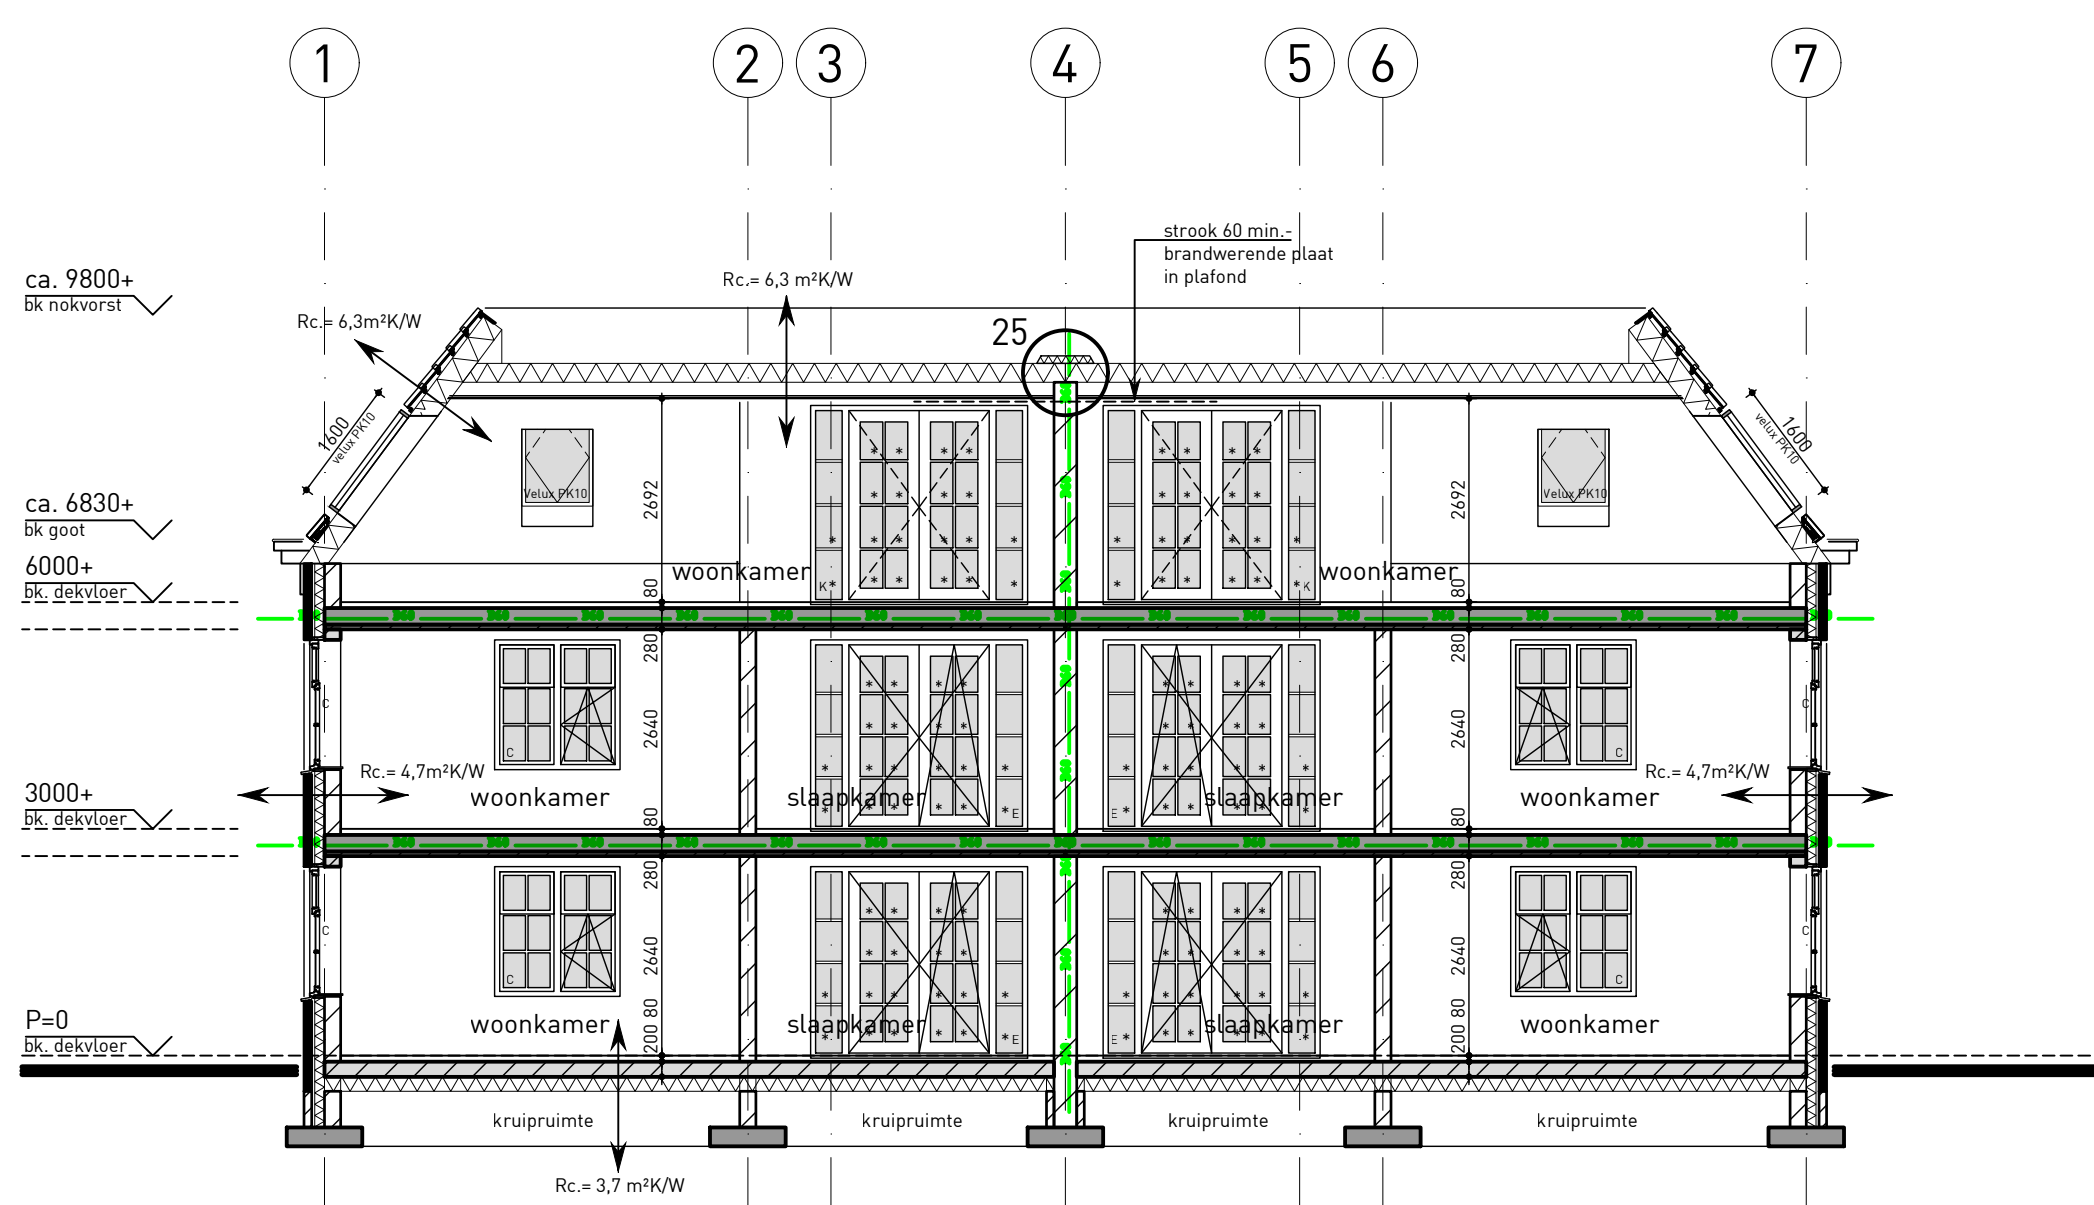 1
2
3
4
5
6
7
strook 60 min.-
brandwerende plaat
in plafond
ca. 9800+
bk nokvorst
Rc.= 6,3 m²K/W
Rc.= 6,3m²K/W
25
1600
velux PK10
1600
velux PK10
Velux PK10
Velux PK10
2692
2692
ca. 6830+
bk goot
6000+
bk. dekvloer
woonkamer
K
K
woonkamer
80
80
280
280
2640
2640
C
C
C
C
Rc.= 4,7m²K/W
Rc.= 4,7m²K/W
3000+
bk. dekvloer
woonkamer
slaapkamer
E
E
slaapkamer
woonkamer
80
80
280
280
2640
2640
C
C
C
C
P=0
bk. dekvloer
woonkamer
slaapkamer
E
E
slaapkamer
woonkamer
200 80
200 80
kruipruimte
kruipruimte
kruipruimte
kruipruimte
Rc.= 3,7 m²K/W